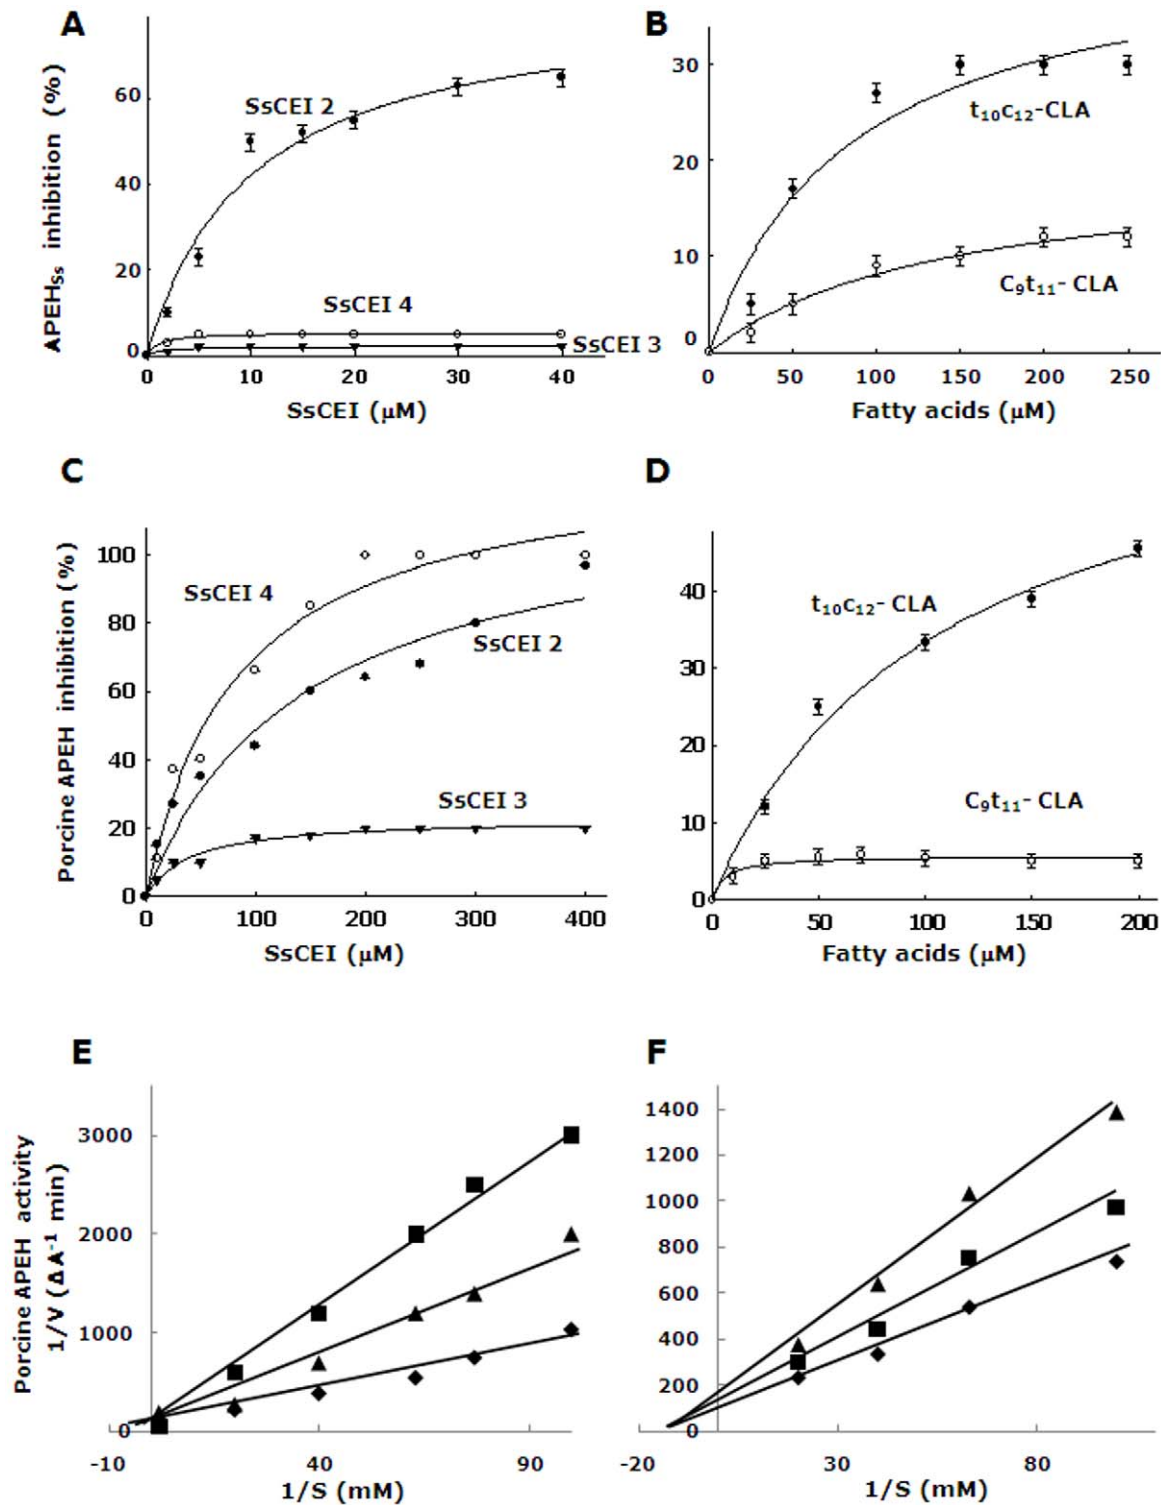 A
APEHSs inhibition (%)
60
40
20
0
SsCEI 2
SsCEI 4
SsCEI 3
0 10 20 30 40
SsCEI (μM)
B
30
20
10
0
t10c12-CLA
C9t11- CLA
0 50 100 150 200 250
Fatty acids (μM)
C
Porcine APEH inhibition (%)
100
80
60
40
20
0
SsCEI 4
SsCEI 2
SsCEI 3
0 100 200 300 400
SsCEI (μM)
D
40
30
20
10
0
t10c12- CLA
C9t11- CLA
0 50 100 150 200
Fatty acids (μM)
E
Porcine APEH activity
1/V (ΔA-1 min)
3000
2000
1000
0
-10 40 90
1/S (mM)
F
1400
1200
1000
800
600
400
200
0
-20 30 80
1/S (mM)